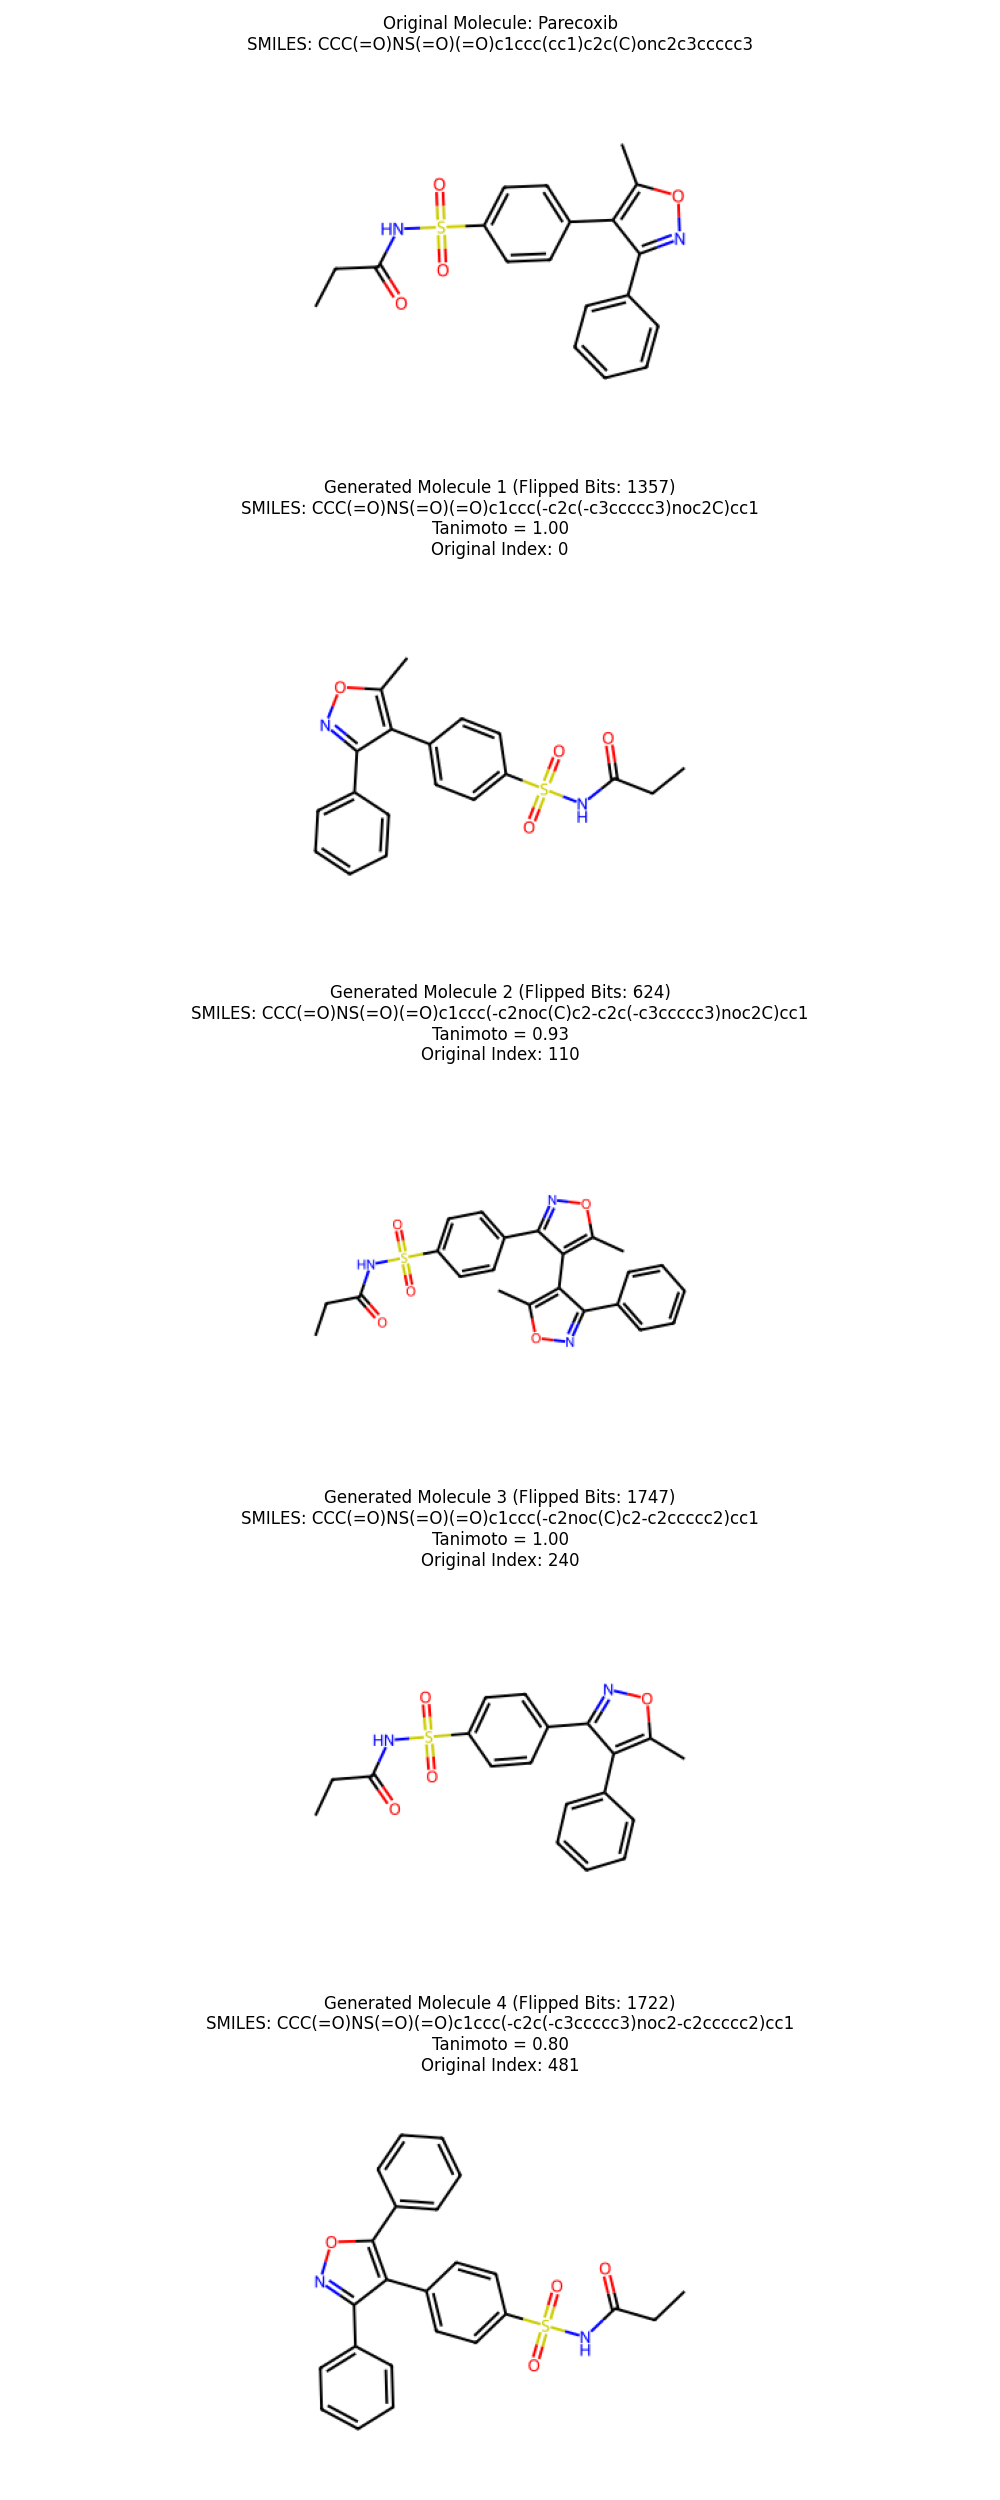 Original Molecule: Parecoxib
SMILES: CCC(=O)NS(=O)(=O)c1ccc(cc1)c2c(C)onc2c3ccccc3
O
O
HN
S
N
O
O
Generated Molecule 1 (Flipped Bits: 1357)
SMILES: CCC(=O)NS(=O)(=O)c1ccc(-c2c(-c3ccccc3)noc2C)cc1
Tanimoto = 1.00
Original Index: 0
O
N
O
O
S
N
H
O
Generated Molecule 2 (Flipped Bits: 624)
SMILES: CCC(=O)NS(=O)(=O)c1ccc(-c2noc(C)c2-c2c(-c3ccccc3)noc2C)cc1
Tanimoto = 0.93
Original Index: 110
N
O
O
S
HN
O
O
O
N
Generated Molecule 3 (Flipped Bits: 1747)
SMILES: CCC(=O)NS(=O)(=O)c1ccc(-c2noc(C)c2-c2ccccc2)cc1
Tanimoto = 1.00
Original Index: 240
N
O
O
S
HN
O
O
Generated Molecule 4 (Flipped Bits: 1722)
SMILES: CCC(=O)NS(=O)(=O)c1ccc(-c2c(-c3ccccc3)noc2-c2ccccc2)cc1
Tanimoto = 0.80
Original Index: 481
O
N
O
O
S
N
H
O